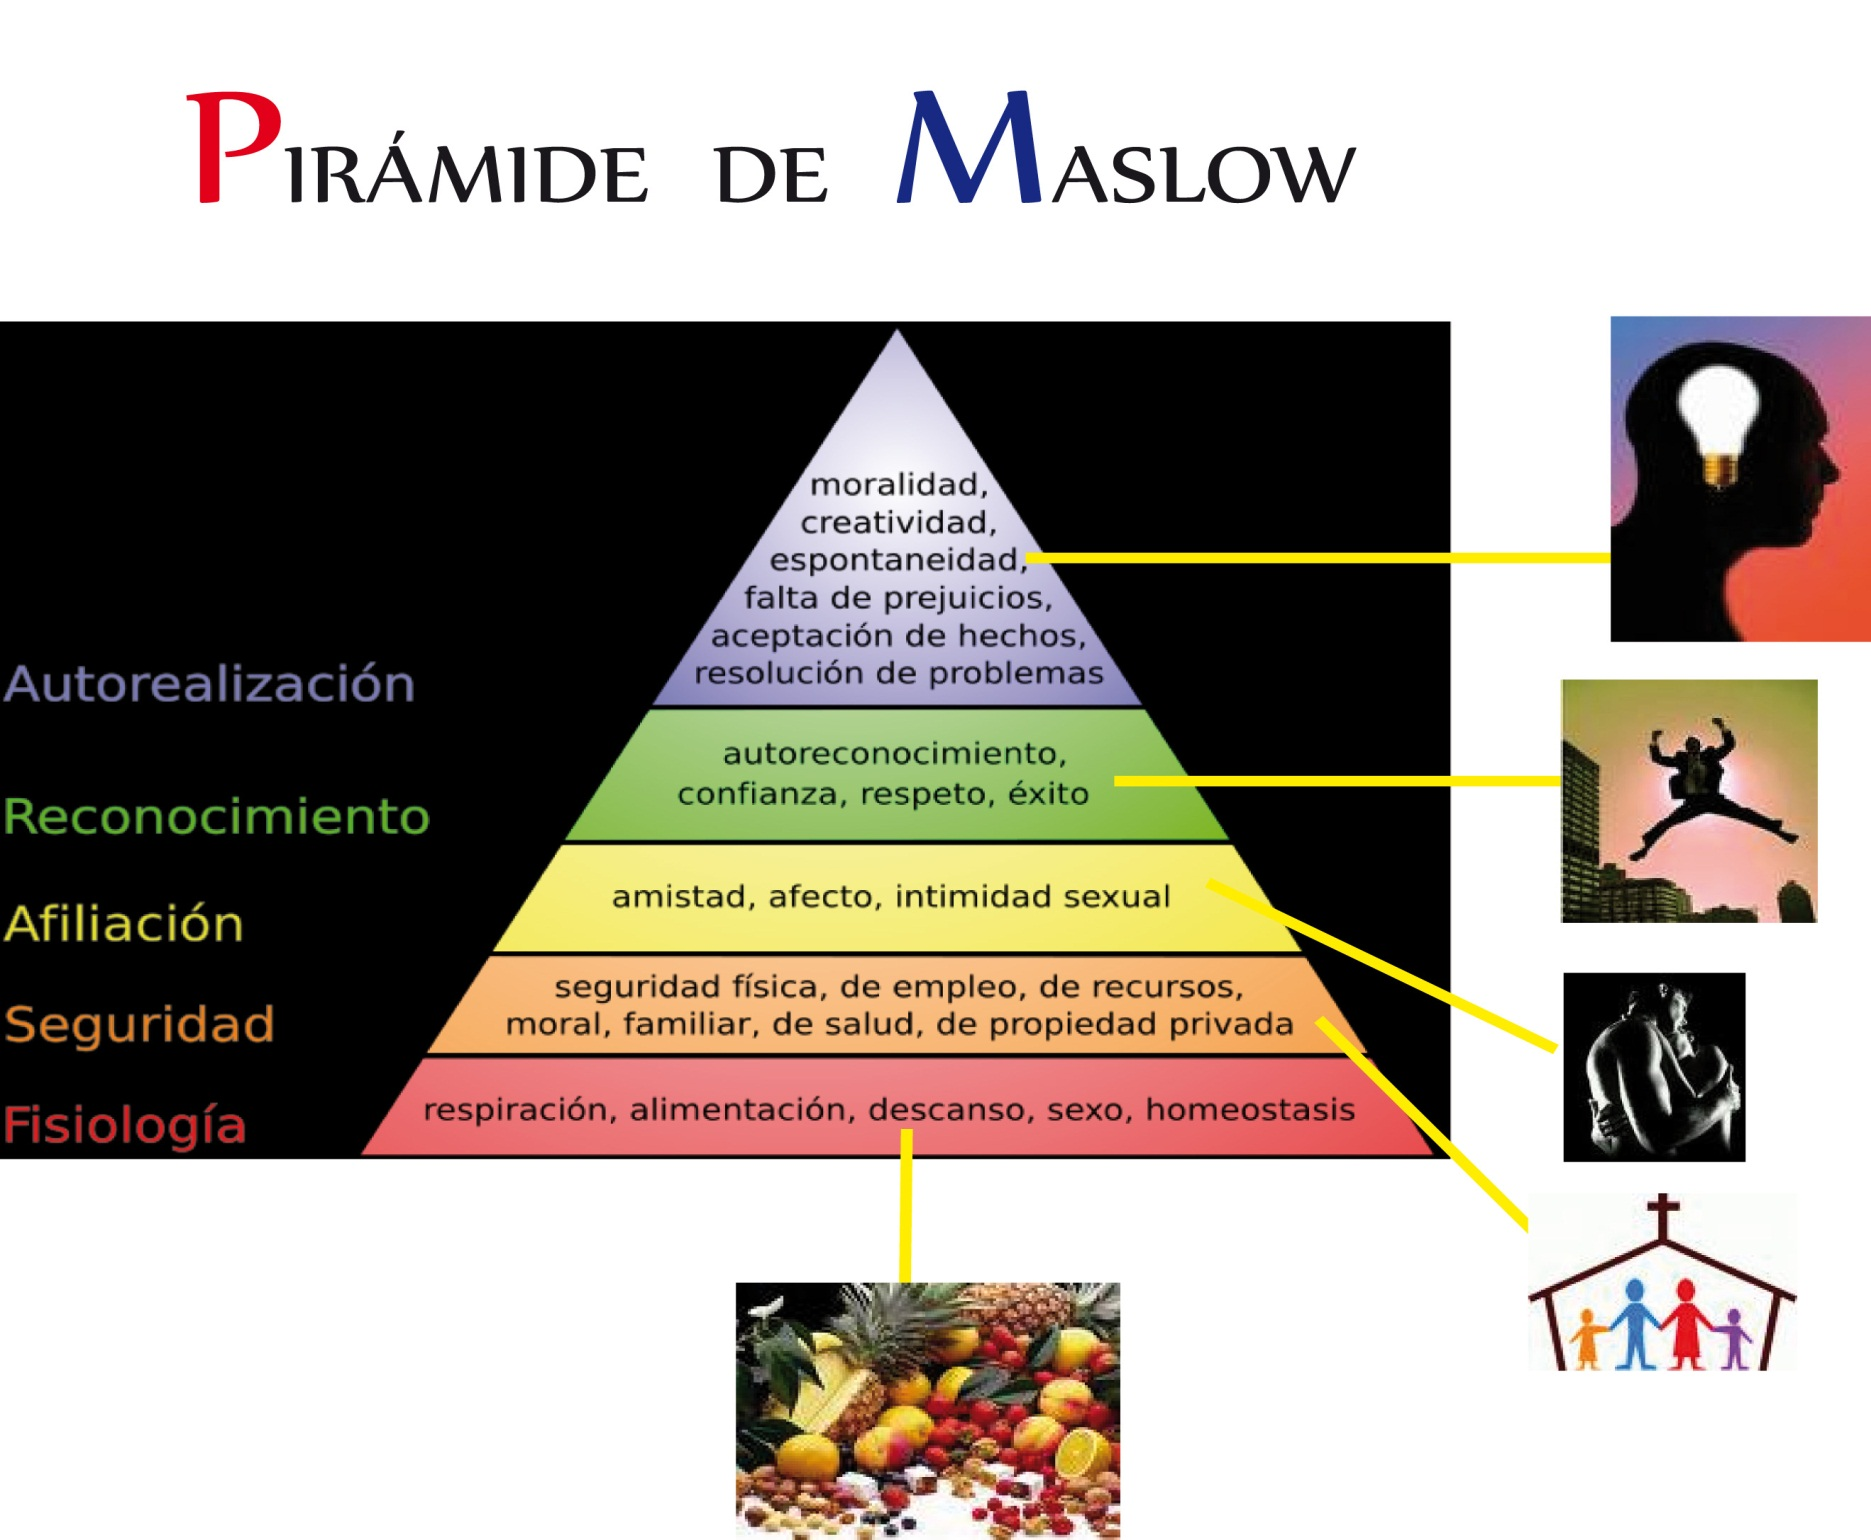 PIRÁMIDE DE MASLOW
moralidad,
creatividad,
espontaneidad,
falta de prejuicios,
aceptación de hechos,
resolución de problemas
Autorealización
autoreconocimiento,
confianza, respeto, éxito
Reconocimiento
amistad, afecto, intimidad sexual
Afiliación
seguridad física, de empleo, de recursos,
moral, familiar, de salud, de propiedad privada
Seguridad
respiración, alimentación, descanso, sexo, homeostasis
Fisiología